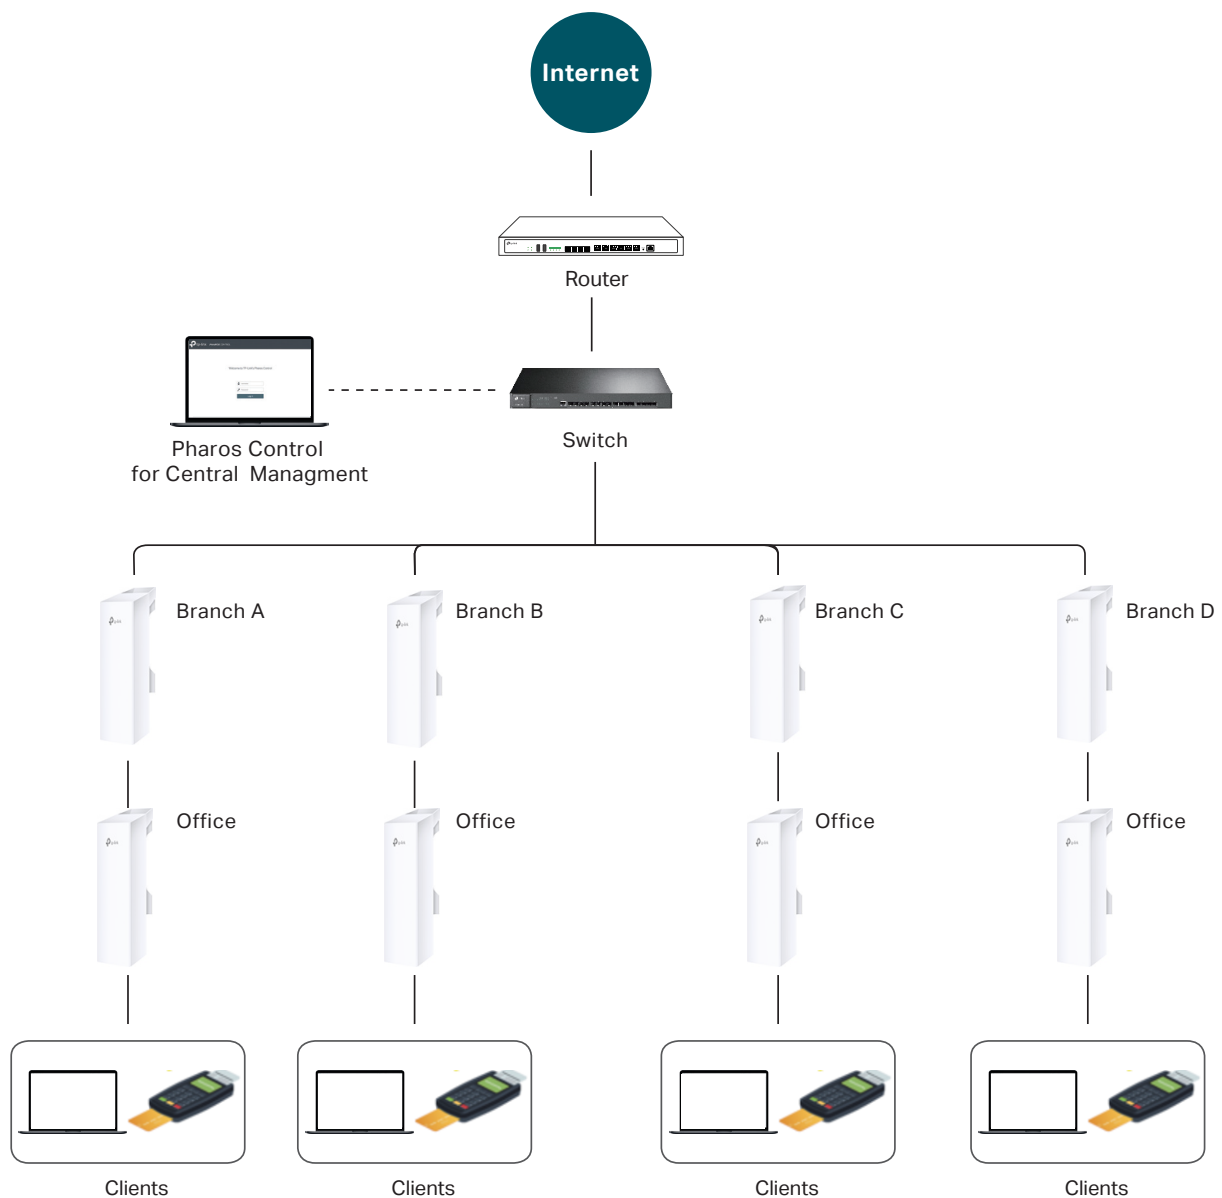 Internet
Router
Pharos Control
for Central Managment
Switch
Branch A
Branch B
Branch C
Branch D
Office
Office
Office
Office
Clients
Clients
Clients
Clients